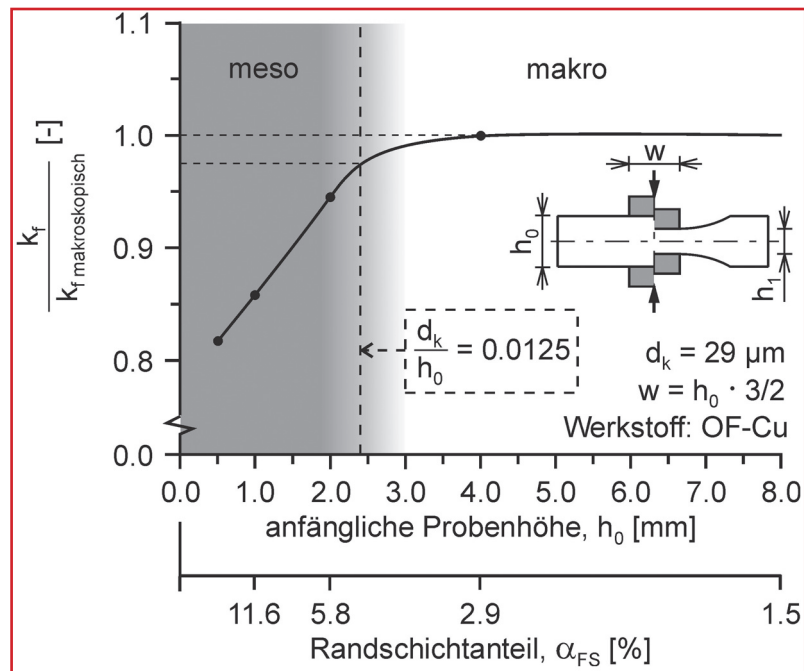 1.1
1.0
0.9
0.8
0.0
k_f
k_f makroskopisch
[-]
meso
makro
w
h_0
h_1
d_k
h_0
= 0.0125
d_k = 29 µm
w = h_0 · 3/2
Werkstoff: OF-Cu
0.0 1.0 2.0 3.0 4.0 5.0 6.0 7.0 8.0
anfängliche Probenhöhe, h_0 [mm]
11.6 5.8 2.9 1.5
Randschichtanteil, α_FS [%]